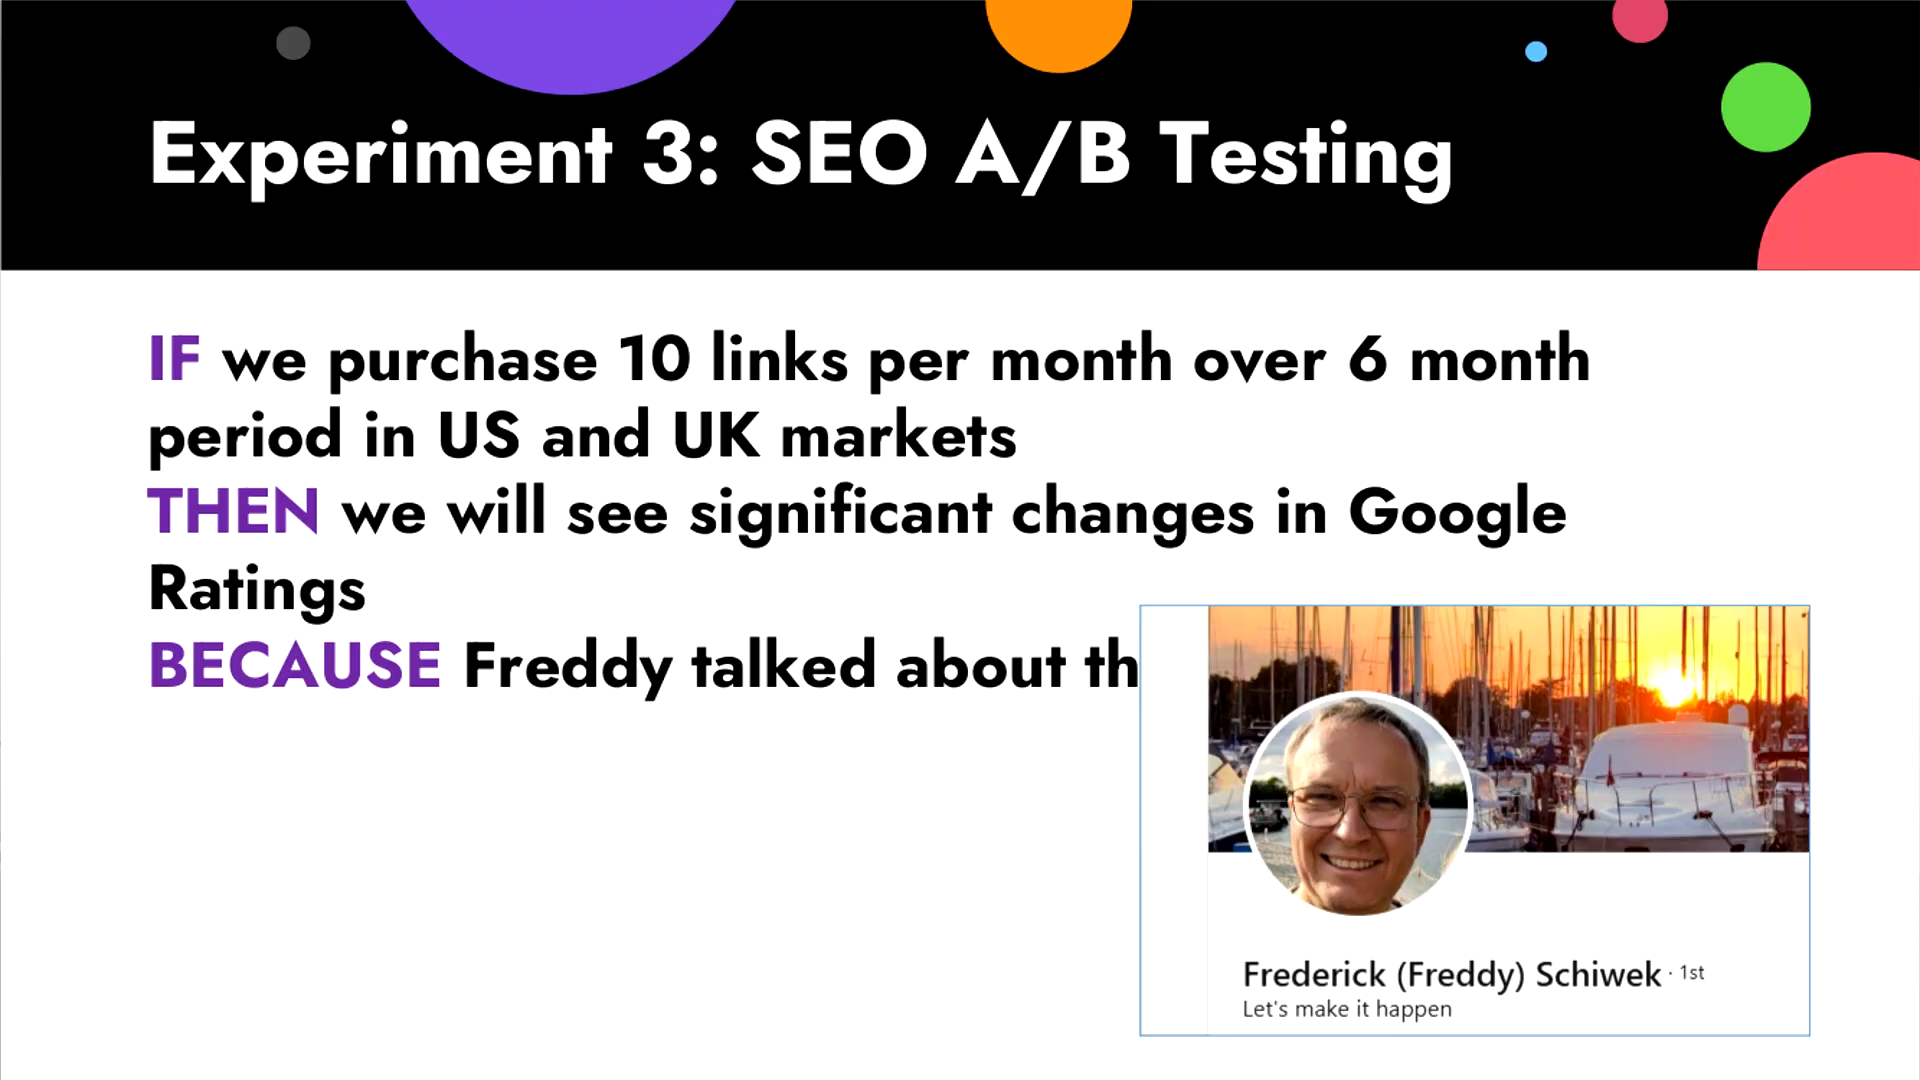 Experiment 3: SEO A/B Testing
IF we purchase 10 links per month over 6 month
period in US and UK markets
THEN we will see significant changes in Google
Ratings
BECAUSE Freddy talked about th
Frederick (Freddy) Schiwek · 1st
Let's make it happen